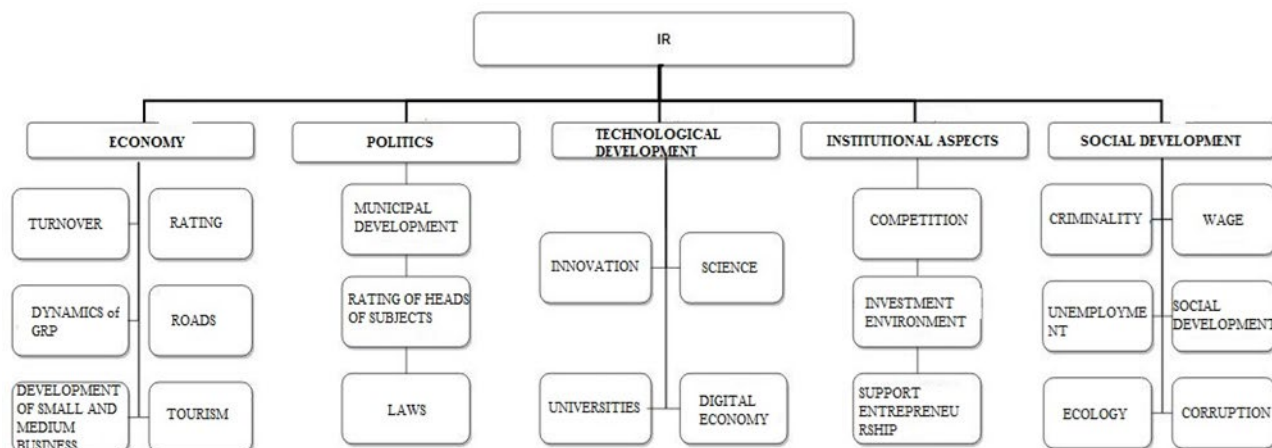 IR
ECONOMY
POLITICS
TECHNOLOGICAL
DEVELOPMENT
INSTITUTIONAL ASPECTS
SOCIAL DEVELOPMENT
TURNOVER
RATING
DYNAMICS of
GRP
ROADS
DEVELOPMENT
OF SMALL AND
MEDIUM
BUSINESS
TOURISM
MUNICIPAL
DEVELOPMENT
RATING OF HEADS
OF SUBJECTS
LAWS
INNOVATION
SCIENCE
UNIVERSITIES
DIGITAL
ECONOMY
COMPETITION
INVESTMENT
ENVIRONMENT
SUPPORT
ENTREPRENEU
RSHIP
CRIMINALITY
WAGE
UNEMPLOYME
NT
SOCIAL
DEVELOPMENT
ECOLOGY
CORRUPTION